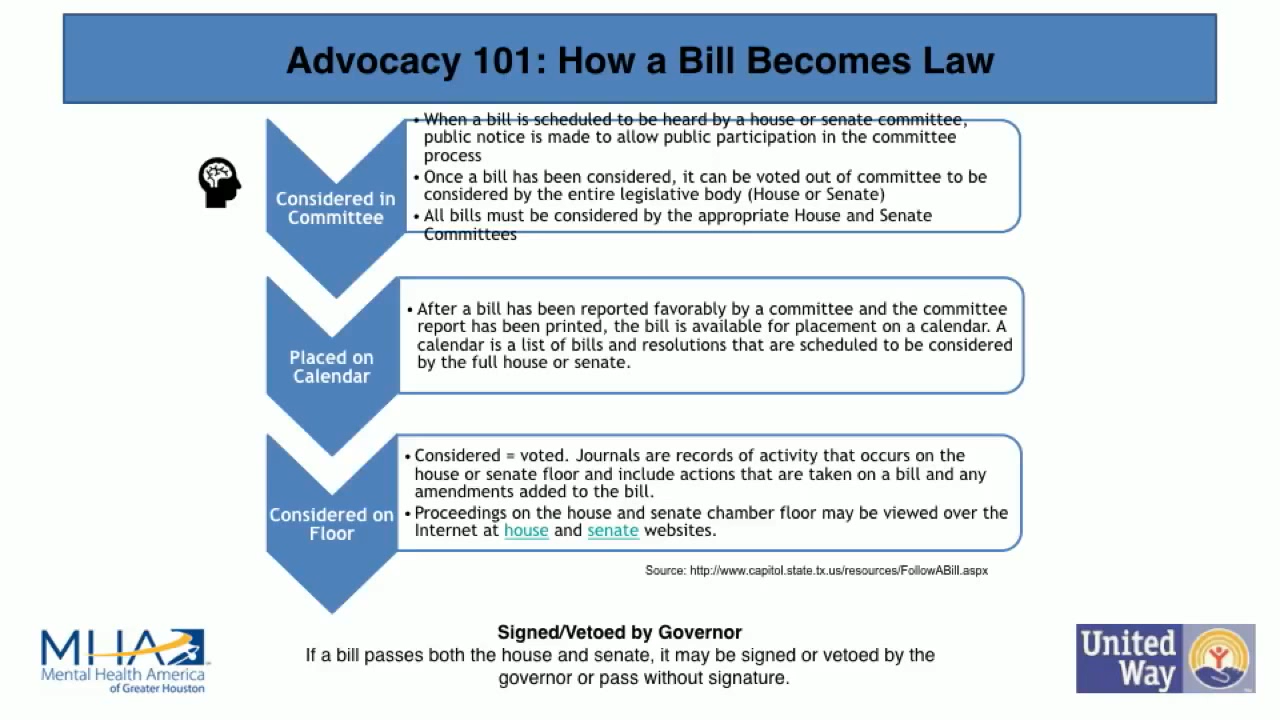 Advocacy 101: How a Bill Becomes Law
Considered in
Committee
• When a bill is scheduled to be heard by a house or senate committee,
public notice is made to allow public participation in the committee
process
• Once a bill has been considered, it can be voted out of committee to be
considered by the entire legislative body (House or Senate)
• All bills must be considered by the appropriate House and Senate
Committees
Placed on
Calendar
• After a bill has been reported favorably by a committee and the committee
report has been printed, the bill is available for placement on a calendar. A
calendar is a list of bills and resolutions that are scheduled to be considered
by the full house or senate.
Considered on
Floor
• Considered = voted. Journals are records of activity that occurs on the
house or senate floor and include actions that are taken on a bill and any
amendments added to the bill.
• Proceedings on the house and senate chamber floor may be viewed over the
Internet at house and senate websites.
Source: http://www.capitol.state.tx.us/resources/FollowABill.aspx
Signed/Vetoed by Governor
If a bill passes both the house and senate, it may be signed or vetoed by the
governor or pass without signature.
MHA
Mental Health America
of Greater Houston
United
Way